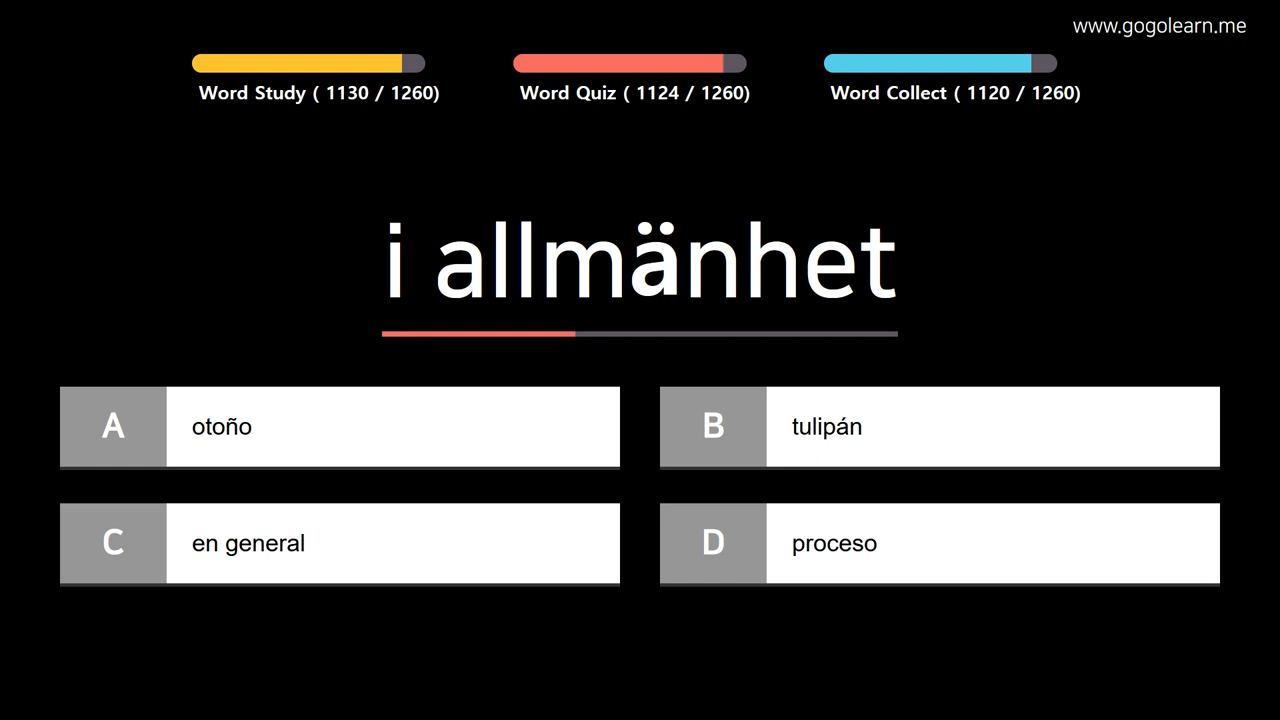 www.gogolearn.me
Word Study ( 1130 / 1260)
Word Quiz ( 1124 / 1260)
Word Collect ( 1120 / 1260)
i allmänhet
A otoño
B tulipán
C en general
D proceso